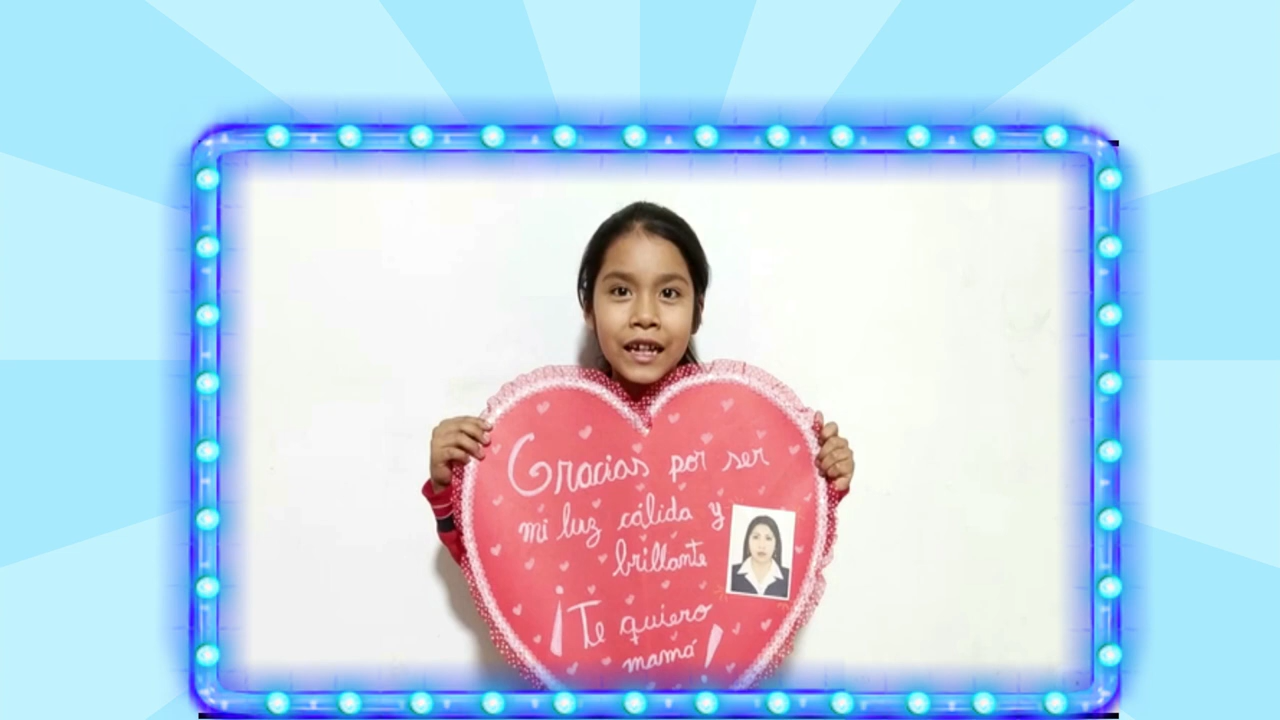 Gracias por ser
mi luz cálida y
brillante
¡Te quiero
mamá!